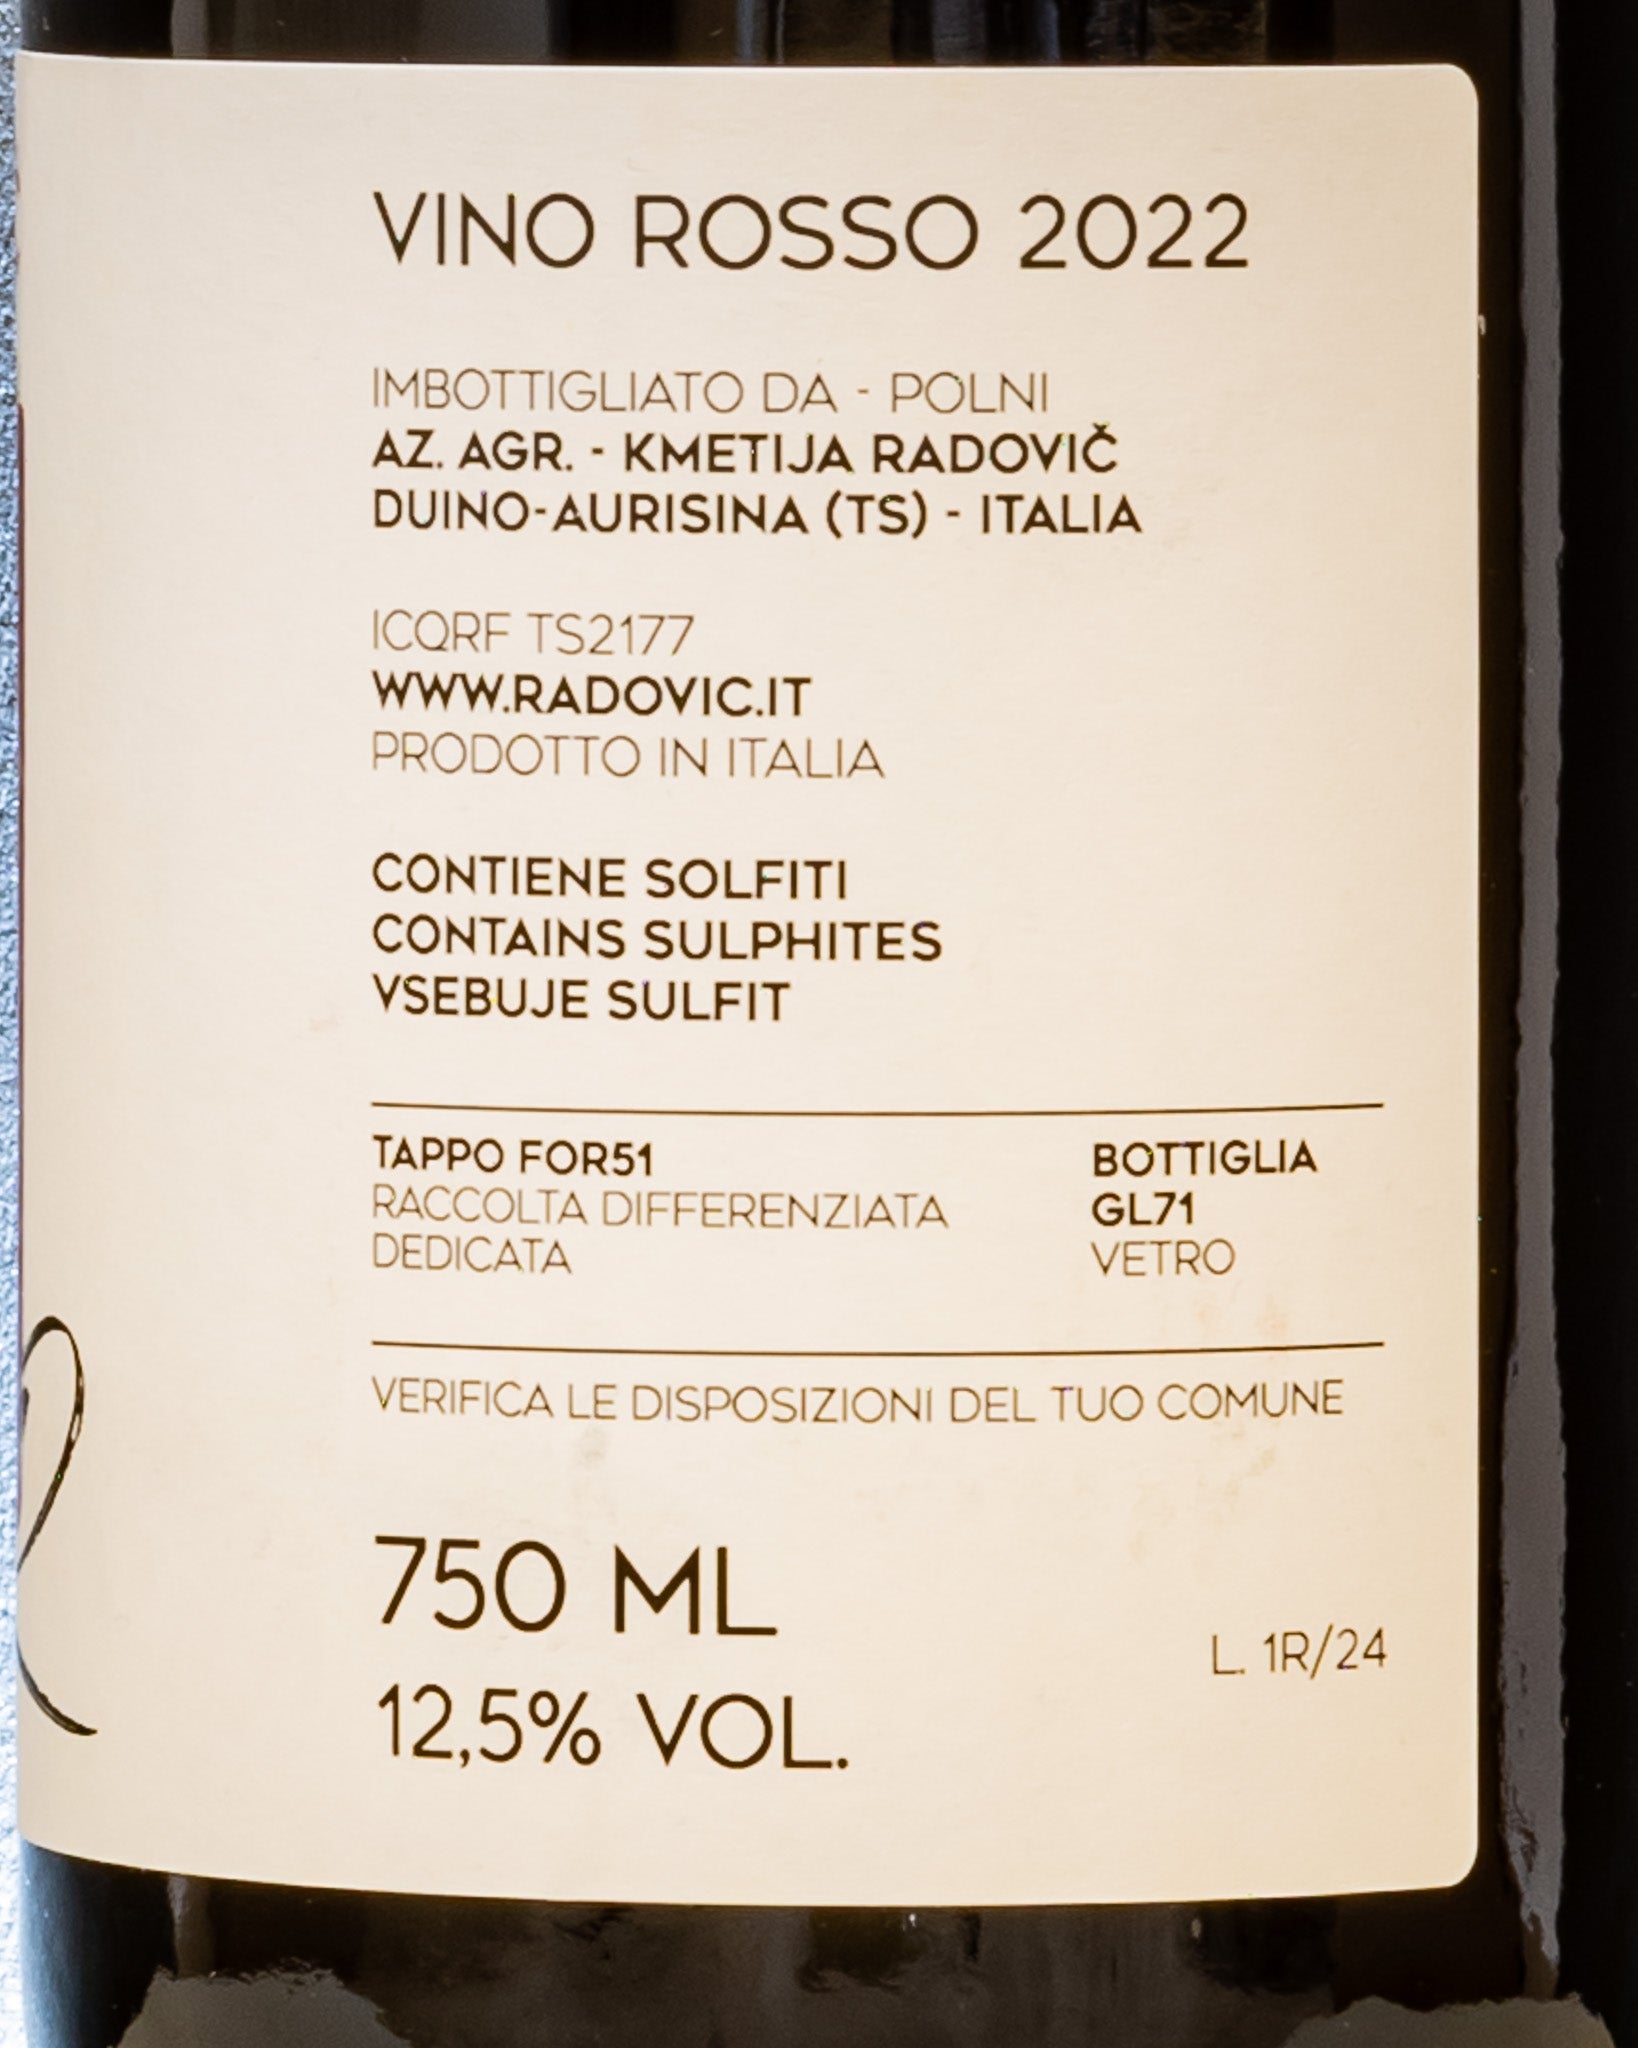 VINO ROSSO 2022
IMBOTTIGLIATO DA - POLNI
AZ. AGR. - KMETIJA RADOVIČ
DUINO-AURISINA (TS) - ITALIA
ICQRF TS2177
WWW.RADOVIC.IT
PRODOTTO IN ITALIA
CONTIENE SOLFITI
CONTAINS SULPHITES
VSEBUJE SULFIT
TAPPO FOR51
RACCOLTA DIFFERENZIATA
DEDICATA
BOTTIGLIA
GL71
VETRO
VERIFICA LE DISPOSIZIONI DEL TUO COMUNE
750 ML
12,5% VOL.
L. 1R/24